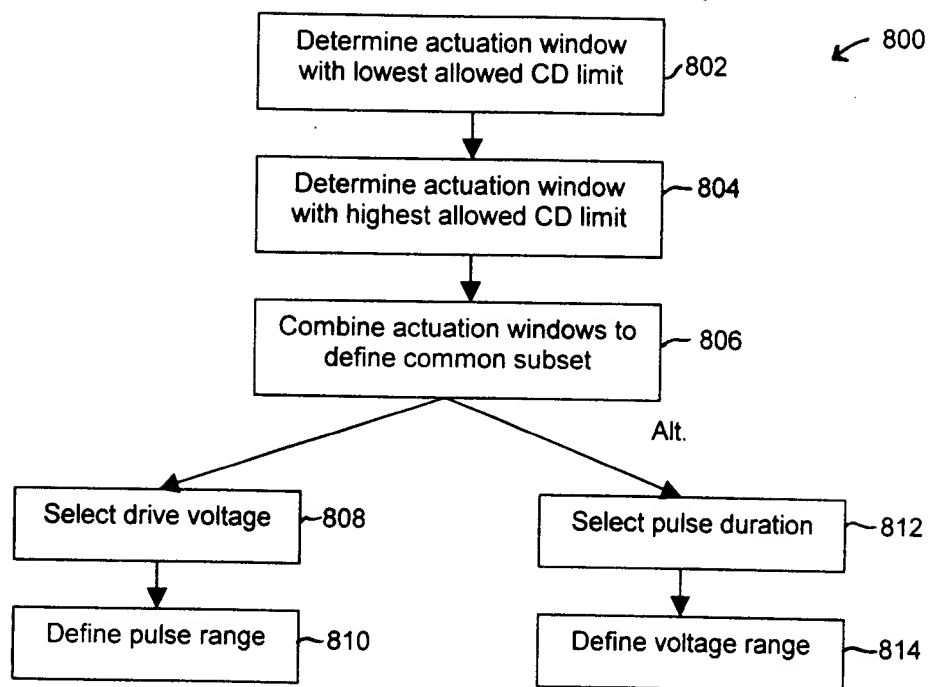 800
Determine actuation window
with lowest allowed CD limit
802
Determine actuation window
with highest allowed CD limit
804
Combine actuation windows to
define common subset
806
Alt.
Select drive voltage
808
Select pulse duration
812
Define pulse range
810
Define voltage range
814